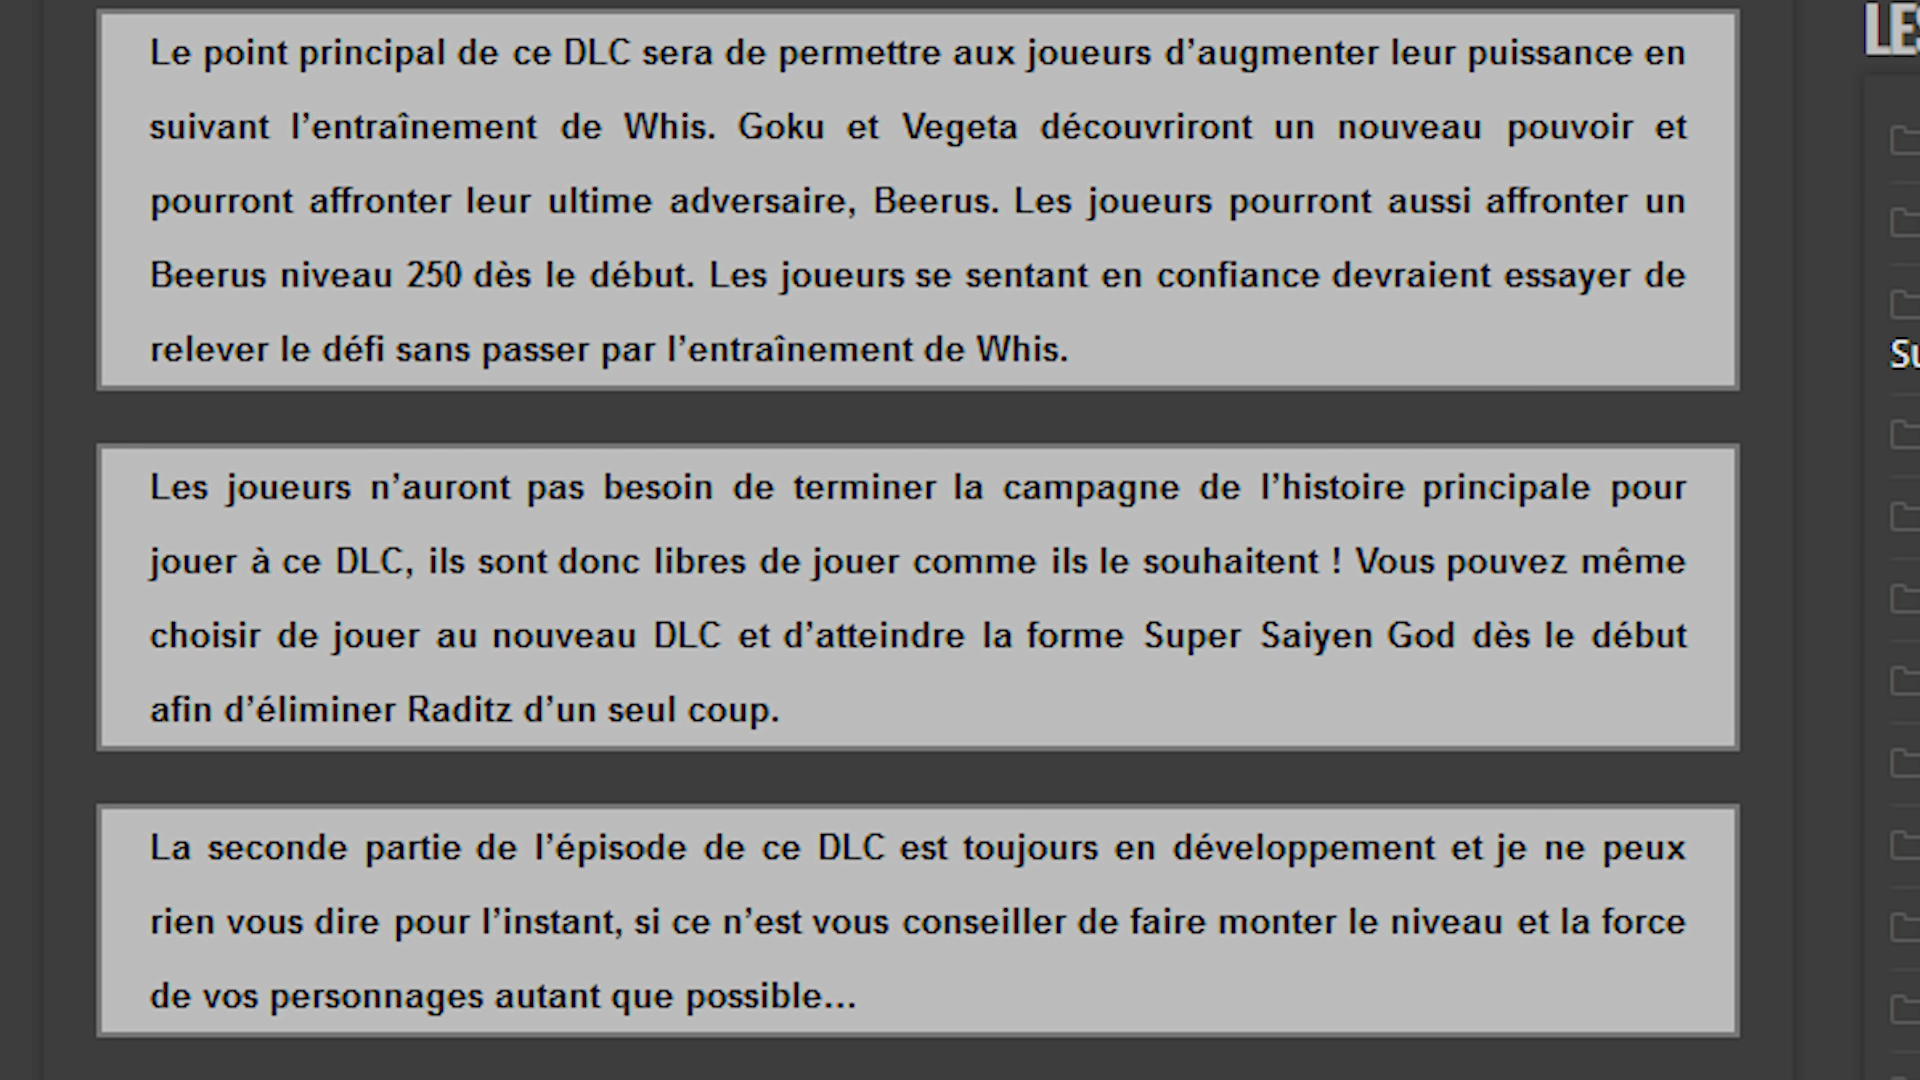 Le point principal de ce DLC sera de permettre aux joueurs d’augmenter leur puissance en
suivant l’entraînement de Whis. Goku et Vegeta découvriront un nouveau pouvoir et
pourront affronter leur ultime adversaire, Beerus. Les joueurs pourront aussi affronter un
Beerus niveau 250 dès le début. Les joueurs se sentant en confiance devraient essayer de
relever le défi sans passer par l’entraînement de Whis.
Les joueurs n’auront pas besoin de terminer la campagne de l’histoire principale pour
jouer à ce DLC, ils sont donc libres de jouer comme ils le souhaitent ! Vous pouvez même
choisir de jouer au nouveau DLC et d’atteindre la forme Super Saiyen God dès le début
afin d’éliminer Raditz d’un seul coup.
La seconde partie de l’épisode de ce DLC est toujours en développement et je ne peux
rien vous dire pour l’instant, si ce n’est vous conseiller de faire monter le niveau et la force
de vos personnages autant que possible...